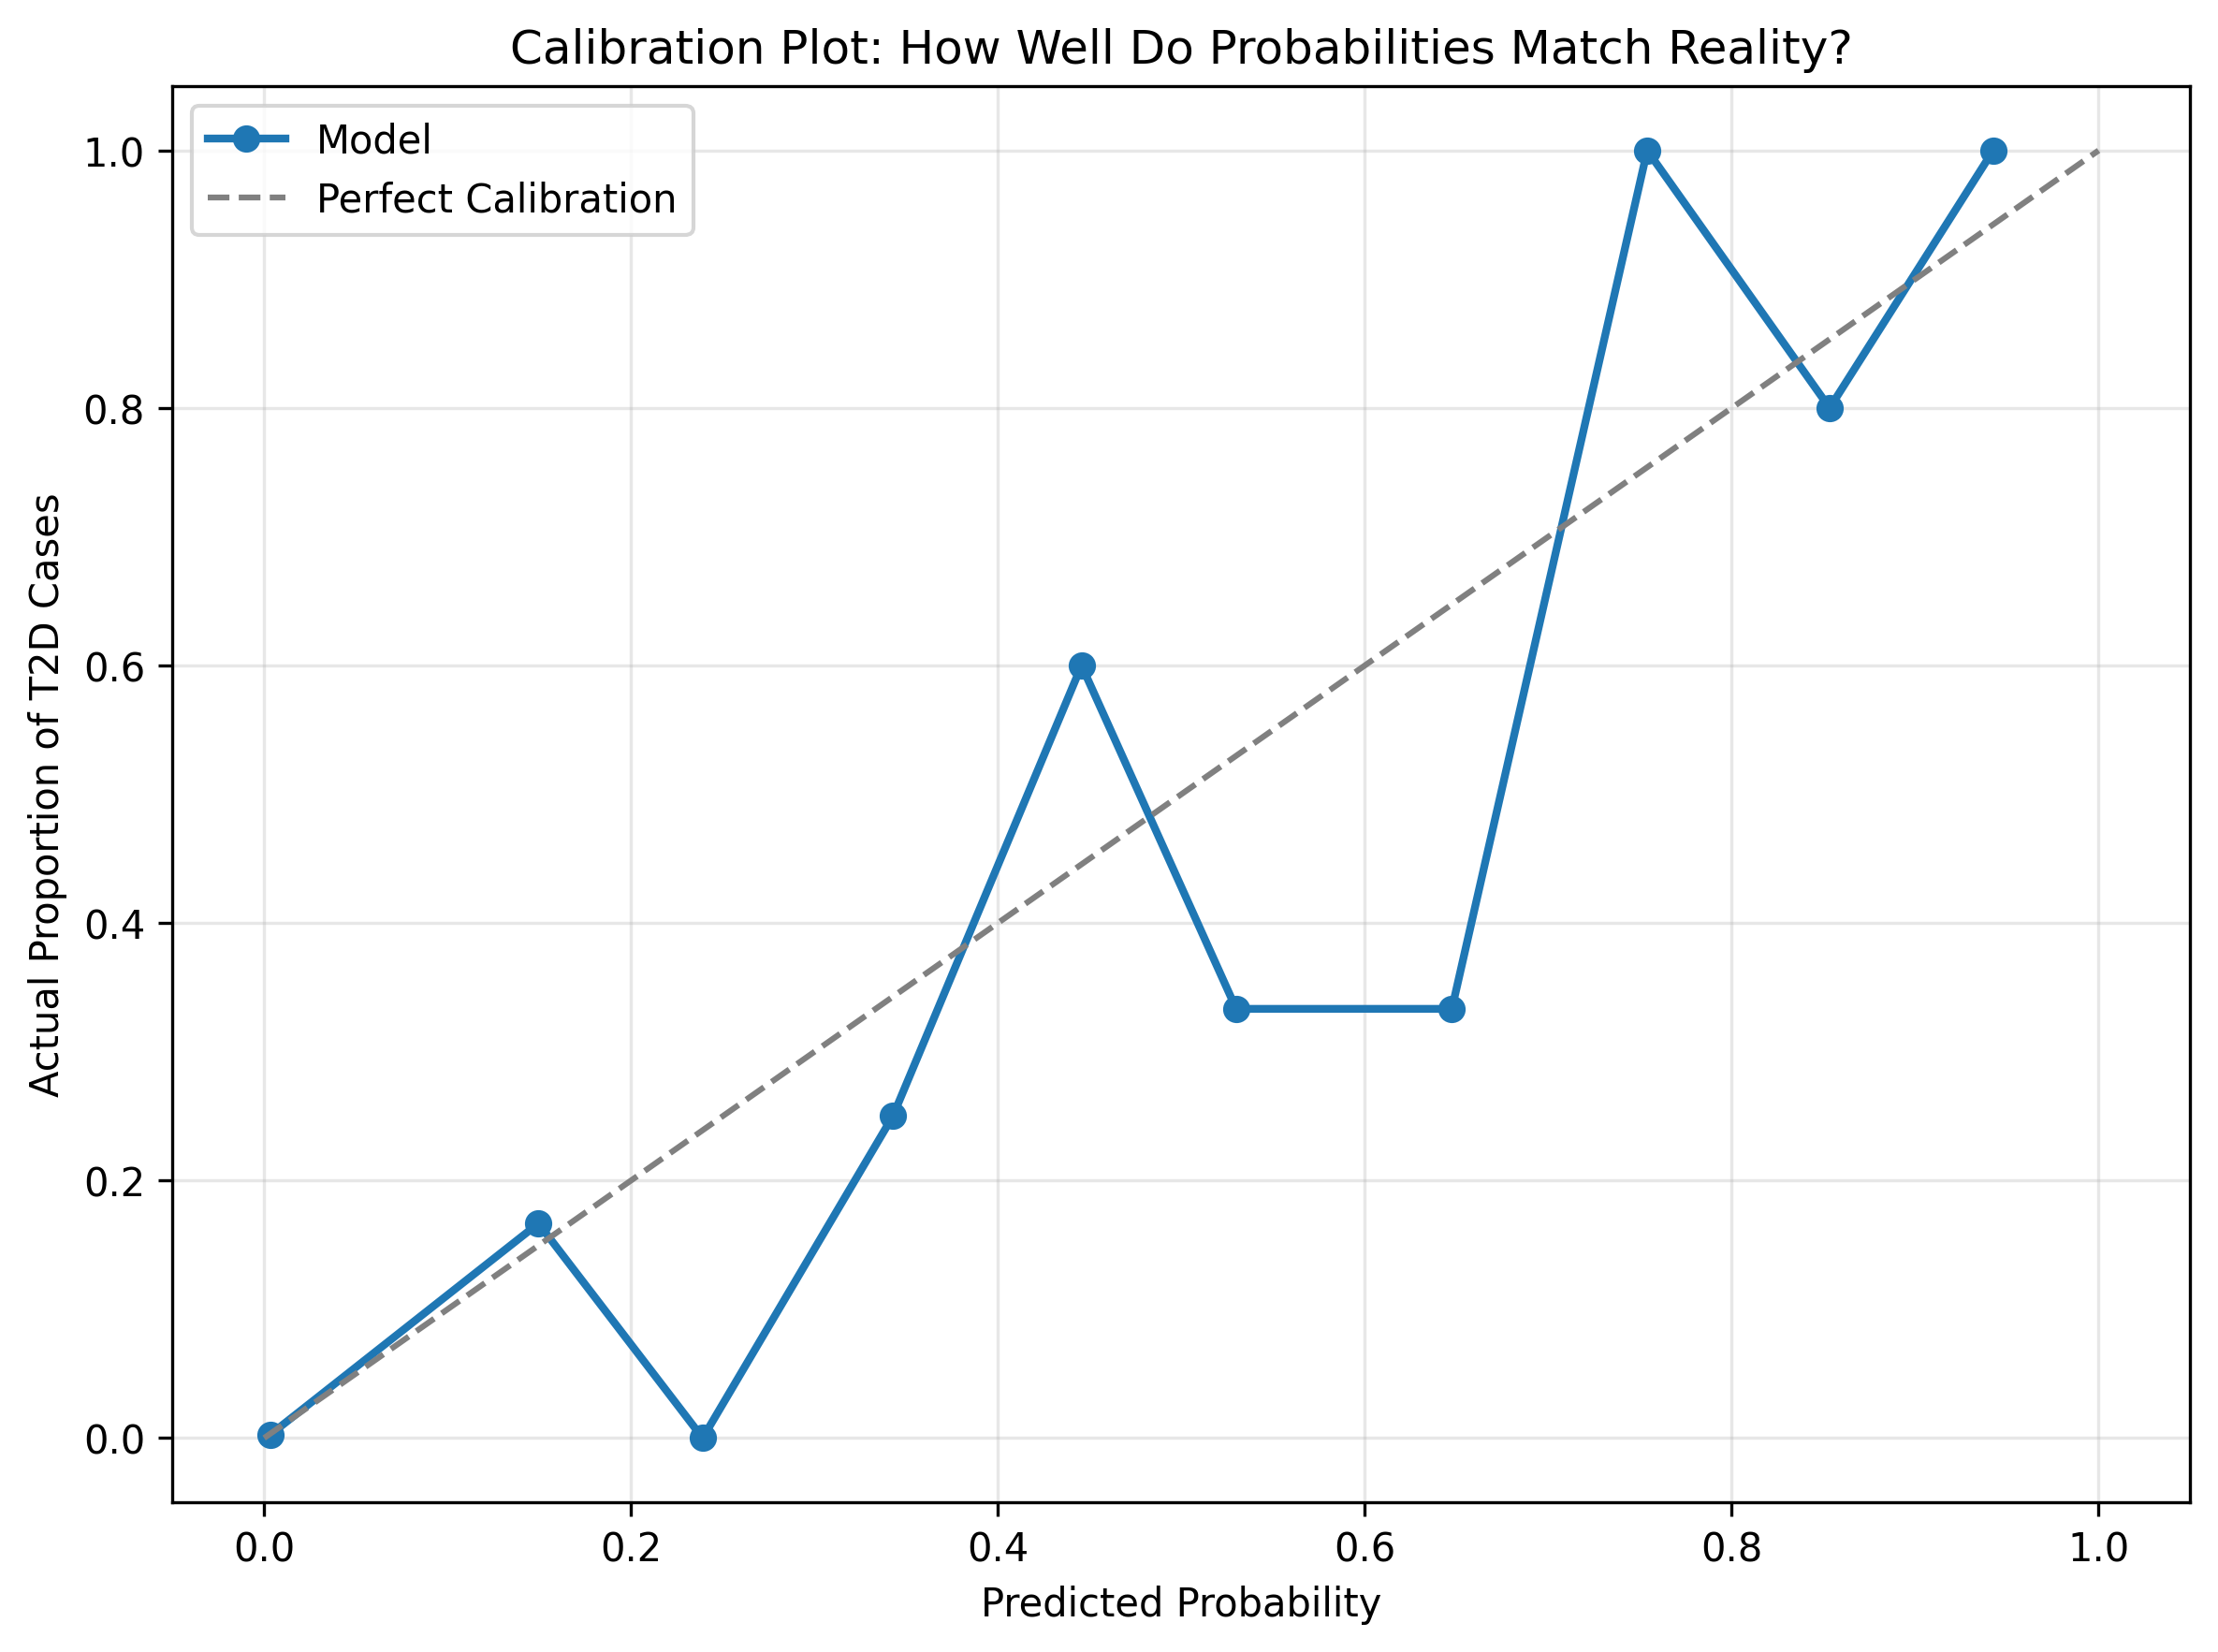 Calibration Plot: How Well Do Probabilities Match Reality?
Model
Perfect Calibration
1.0
0.8
0.6
0.4
0.2
0.0
Actual Proportion of T2D Cases
0.0 0.2 0.4 0.6 0.8 1.0
Predicted Probability